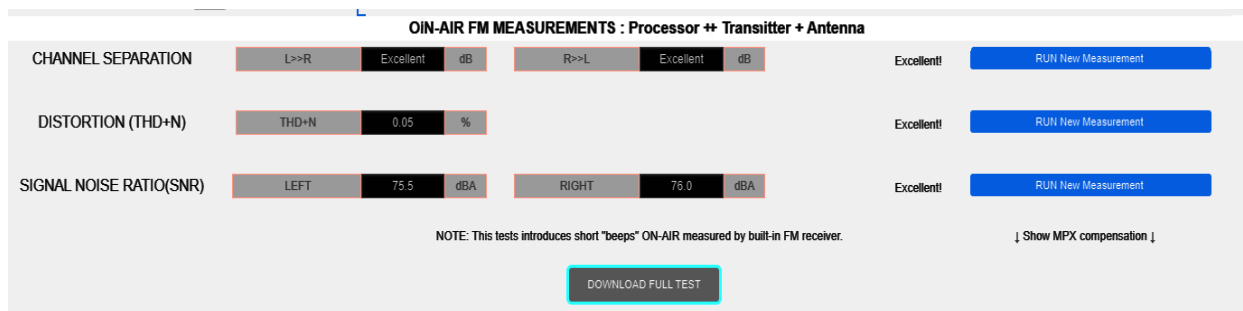 OiN-AIR FM MEASUREMENTS : Processor ++ Transitter + Antenna
CHANNEL SEPARATION L>>R Excellent dB R>>L Excellent dB Excellent! RUN New Measurement
DISTORTION (THD+N) THD+N 0.05 % Excellent! RUN New Measurement
SIGNAL NOISE RATIO(SNR) LEFT 75.5 dBA RIGHT 76.0 dBA Excellent! RUN New Measurement
NOTE: This tests introduces short "beeps" ON-AIR measured by built-in FM receiver. ↓ Show MPX compensation ↓
DOWNLOAD FULL TEST